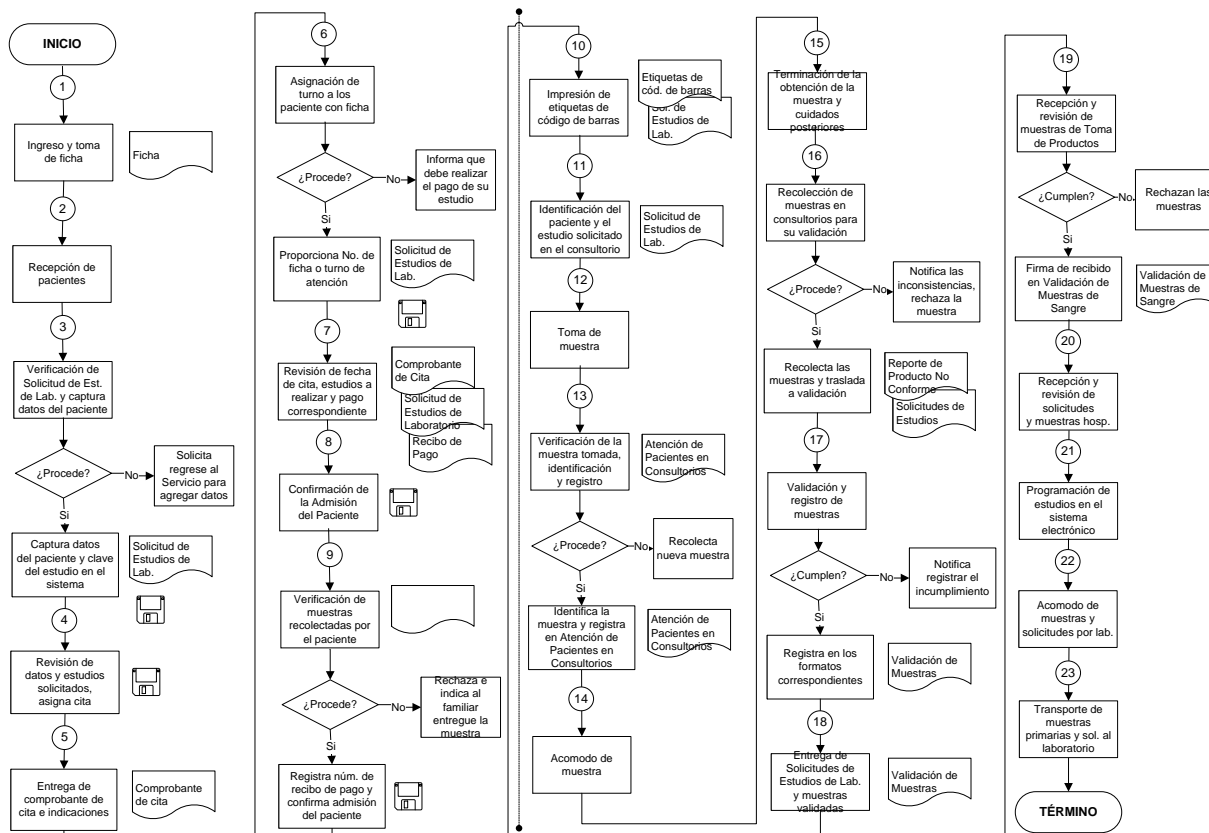 INICIO
1
Ingreso y toma
de ficha
Ficha
2
Recepción de
pacientes
3
Verificación de
Solicitud de Est.
de Lab. y captura
datos del paciente
¿Procede?
No
Solicita
regrese al
Servicio para
agregar datos
Si
Captura datos
del paciente y clave
del estudio en el
sistema
Solicitud de
Estudios de
Lab.
4
Revisión de
datos y estudios
solicitados,
asigna cita
5
Entrega de
comprobante de
cita e indicaciones
Comprobante
de cita
6
Asignación de
turno a los
paciente con ficha
¿Procede?
No
Informa que
debe realizar
el pago de su
estudio
Si
Proporciona No. de
ficha o turno de
atención
Solicitud de
Estudios de
Lab.
7
Revisión de fecha
de cita, estudios a
realizar y pago
correspondiente
Comprobante
de Cita
Solicitud de
Estudios de
Laboratorio
Recibo de
Pago
8
Confirmación de
la Admisión
del Paciente
9
Verificación de
muestras
recolectadas por
el paciente
¿Procede?
No
Rechaza e
indica al
familiar
entregue la
muestra
Si
Registra núm. de
recibo de pago y
confirma admisión
del paciente
10
Impresión de
etiquetas de
código de barras
Etiquetas de
cód. de barras
Sol. de
Estudios de
Lab.
11
Identificación del
paciente y el
estudio solicitado
en el consultorio
Solicitud de
Estudios de
Lab.
12
Toma de
muestra
13
Verificación de la
muestra tomada,
identificación
y registro
Atención de
Pacientes en
Consultorios
¿Procede?
No
Recolecta
nueva muestra
Si
Identifica la
muestra y registra
en Atención de
Pacientes en
Consultorios
Atención de
Pacientes en
Consultorios
14
Acomodo de
muestra
15
Terminación de la
obtención de la
muestra y
cuidados
posteriores
16
Recolección de
muestras en
consultorios para
su validación
¿Procede?
No
Notifica las
inconsistencias,
rechaza la
muestra
Si
Recolecta las
muestras y traslada
a validación
Reporte de
Producto No
Conforme
Solicitudes de
Estudios
17
Validación y
registro de
muestras
¿Cumplen?
No
Notifica
registrar el
incumplimiento
Si
Registra en los
formatos
correspondientes
Validación de
Muestras
18
Entrega de
Solicitudes de
Estudios de Lab.
y muestras
validadas
Validación de
Muestras
19
Recepción y
revisión de
muestras de Toma
de Productos
¿Cumplen?
No
Rechazan las
muestras
Si
Firma de recibido
en Validación de
Muestras de
Sangre
Validación de
Muestras de
Sangre
20
Recepción y
revisión de
solicitudes
y muestras hosp.
21
Programación de
estudios en el
sistema
electrónico
22
Acomodo de
muestras y
solicitudes por lab.
23
Transporte de
muestras
primarias y sol. al
laboratorio
TÉRMINO